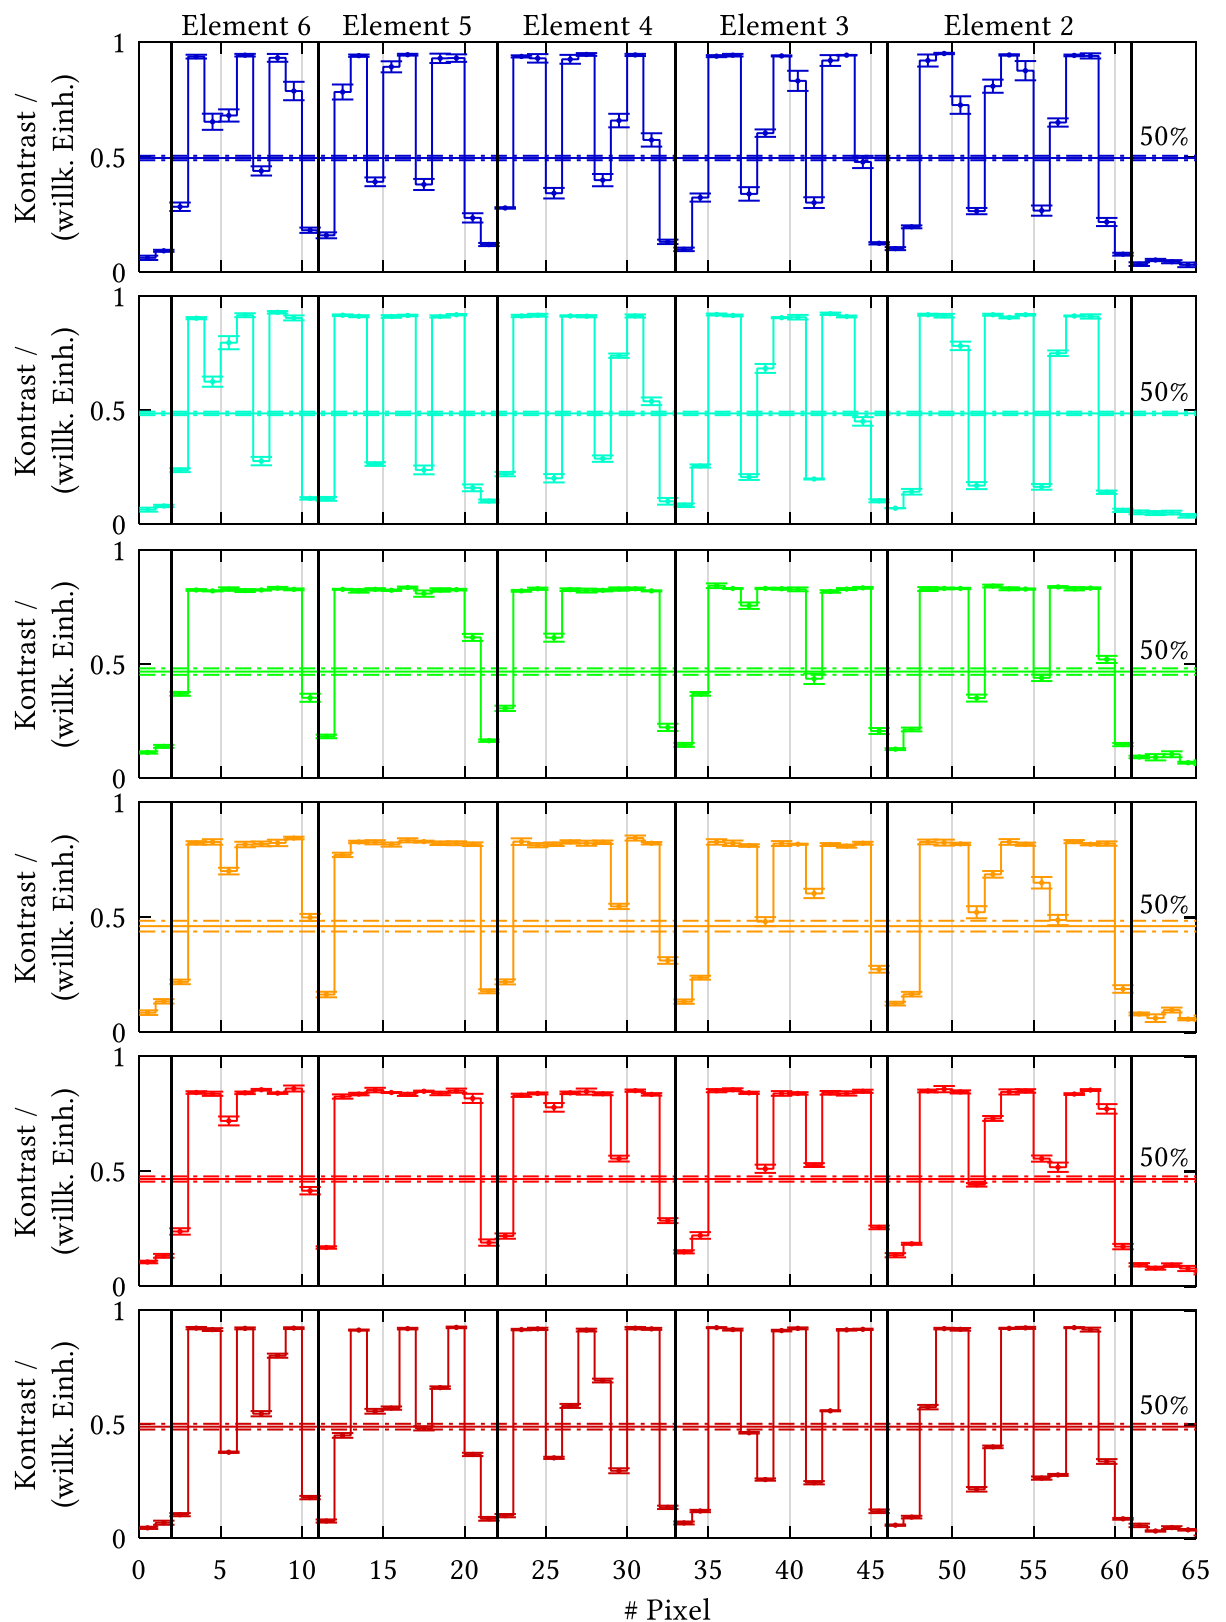 Element 6 Element 5 Element 4 Element 3 Element 2
Kontrast /
(willk. Einh.)
1
0.5
0
50%
Kontrast /
(willk. Einh.)
1
0.5
0
50%
Kontrast /
(willk. Einh.)
1
0.5
0
50%
Kontrast /
(willk. Einh.)
1
0.5
0
50%
Kontrast /
(willk. Einh.)
1
0.5
0
50%
Kontrast /
(willk. Einh.)
1
0.5
0
50%
0 5 10 15 20 25 30 35 40 45 50 55 60 65
# Pixel